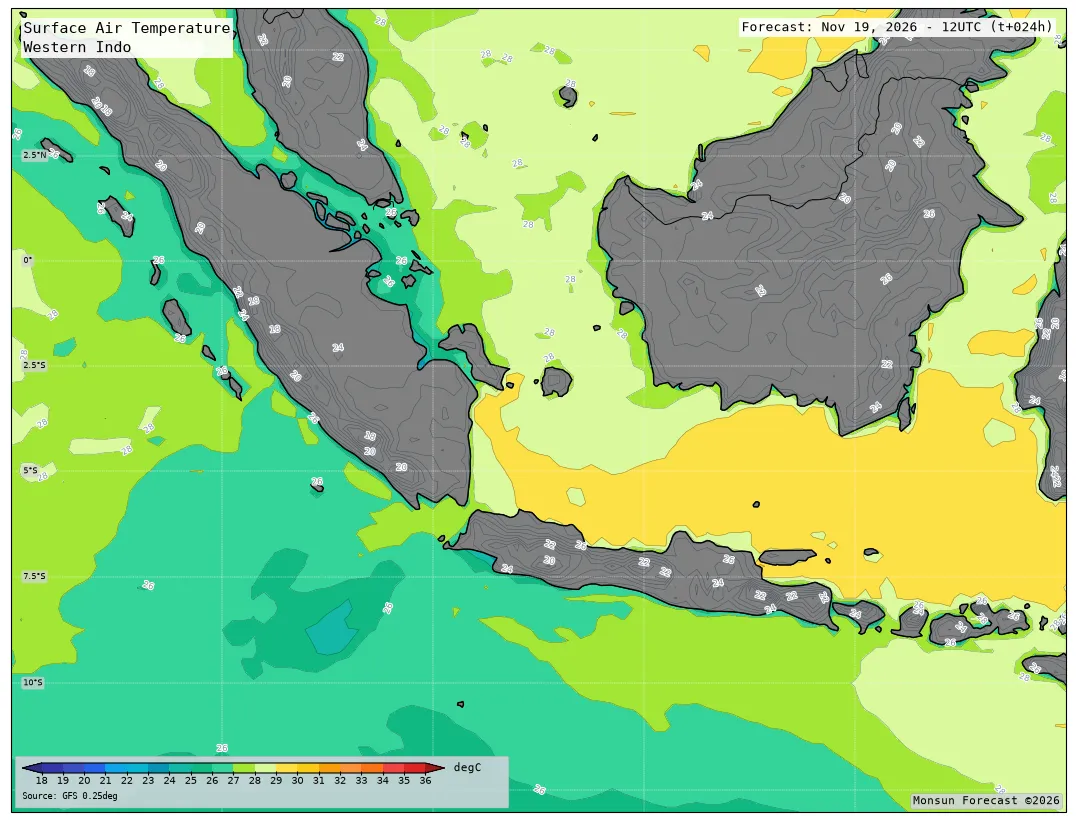 Surface Air Temperature
Western Indo
Forecast: Nov 19, 2026 - 12UTC (t+024h)
2.5°N
0°
2.5°S
5°S
7.5°S
10°S
18 19 20 21 22 23 24 25 26 27 28 29 30 31 32 33 34 35 36 degC
Source: GFS 0.25deg
Monsun Forecast ©2026